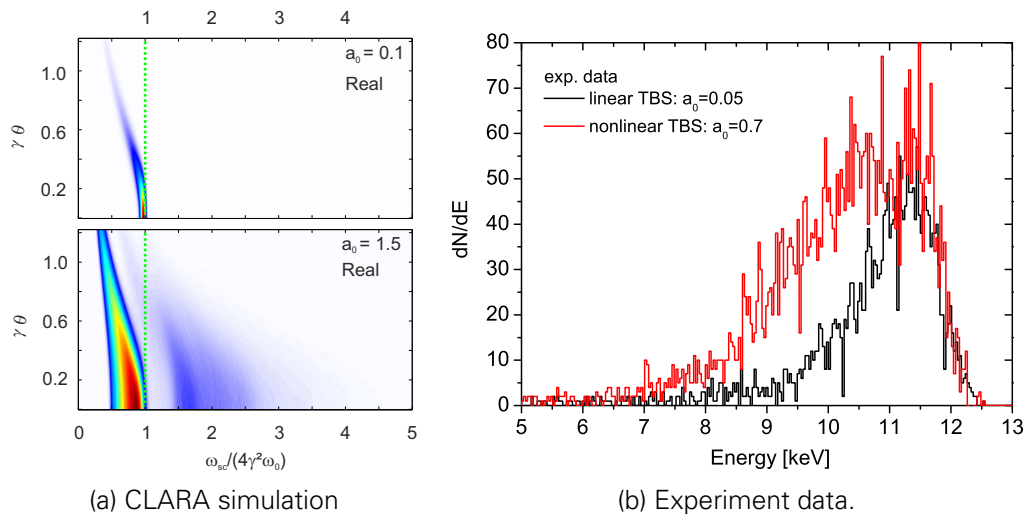 1 2 3 4
a₀ = 0.1
Real
1.0
0.6
0.2
γ θ
a₀ = 1.5
Real
1.0
0.6
0.2
γ θ
0 1 2 3 4 5
ω_sc/(4γ²ω₀)
(a) CLARA simulation
80
70
60
50
40
30
20
10
0
dN/dE
exp. data
linear TBS: a₀=0.05
nonlinear TBS: a₀=0.7
5 6 7 8 9 10 11 12 13
Energy [keV]
(b) Experiment data.